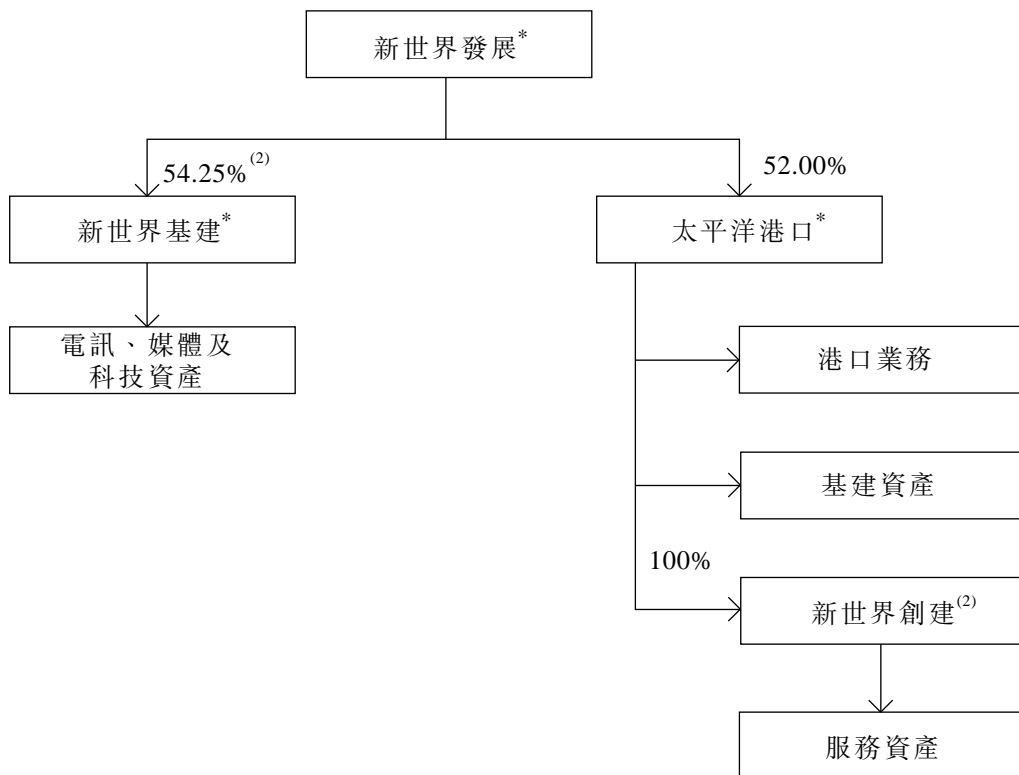 新世界發展*
54.25%(2)
52.00%
新世界基建*
太平洋港口*
電訊、媒體及
科技資產
港口業務
基建資產
100%
新世界創建(2)
服務資產